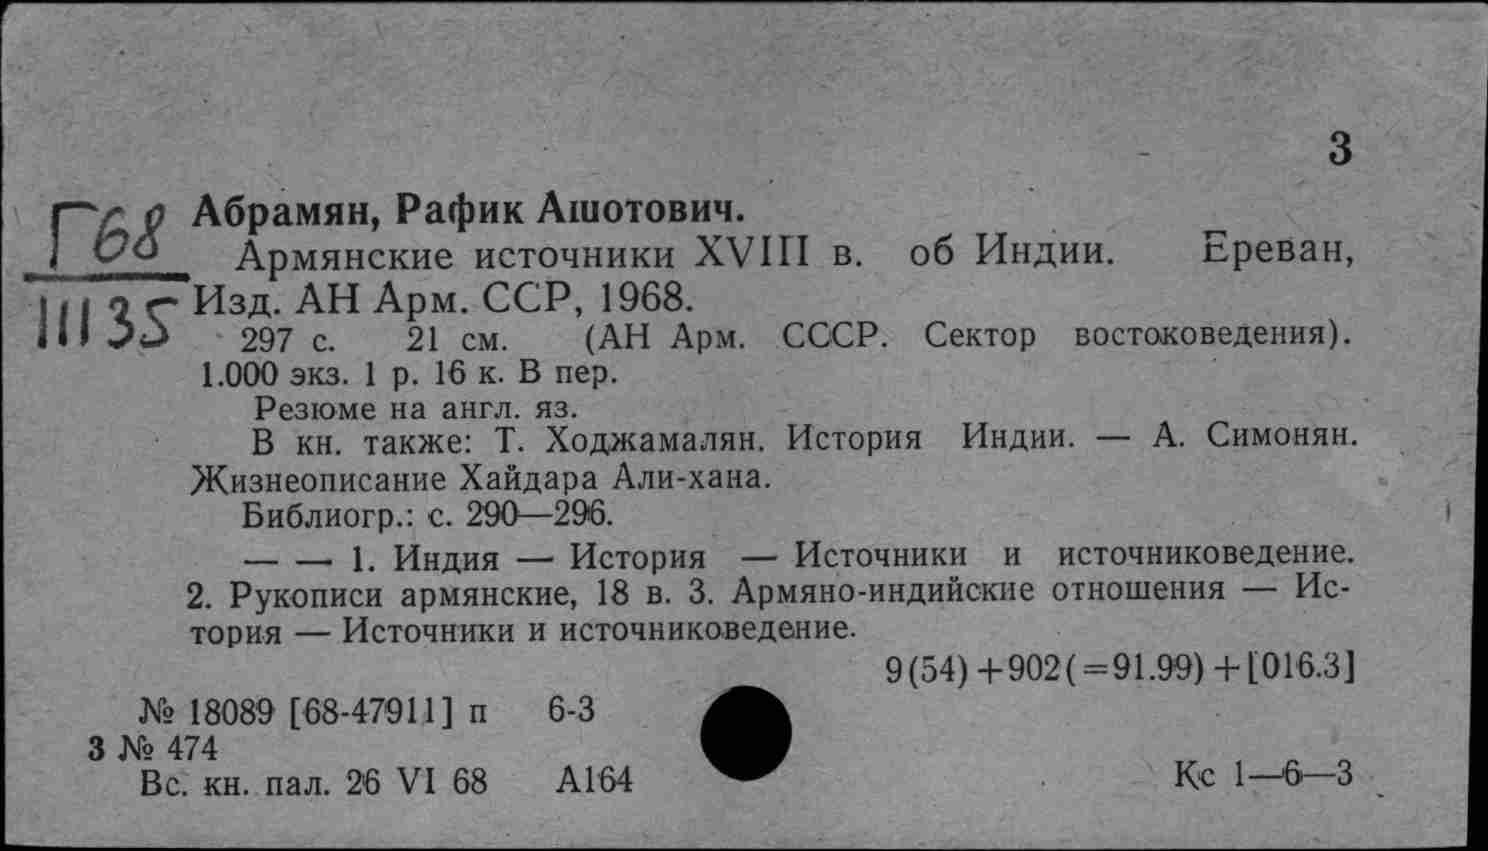 3
Г68
11135
Абрамян, Рафик Ашотович.
Армянские источники XVIII в. об Индии. Ереван,
Изд. АН Арм. ССР, 1968.
297 с. 21 см. (АН Арм. СССР. Сектор востоковедения).
1.000 экз. 1 р. 16 к. В пер.
Резюме на англ. яз.
В кн. также: Т. Ходжамалян. История Индии. — А. Симонян.
Жизнеописание Хайдара Али-хана.
Библиогр.: с. 290—296.
— — 1. Индия — История — Источники и источниковедение.
2. Рукописи армянские, 18 в. 3. Армяно-индийские отношения — Ис-
тория — Источники и источниковедение.
9(54)+902(=91.99)+[016.3]
№ 18089 [68-47911] п 6-3
3 № 474
Вс. кн. пал. 26 VI 68 А164
Кс 1—6—3